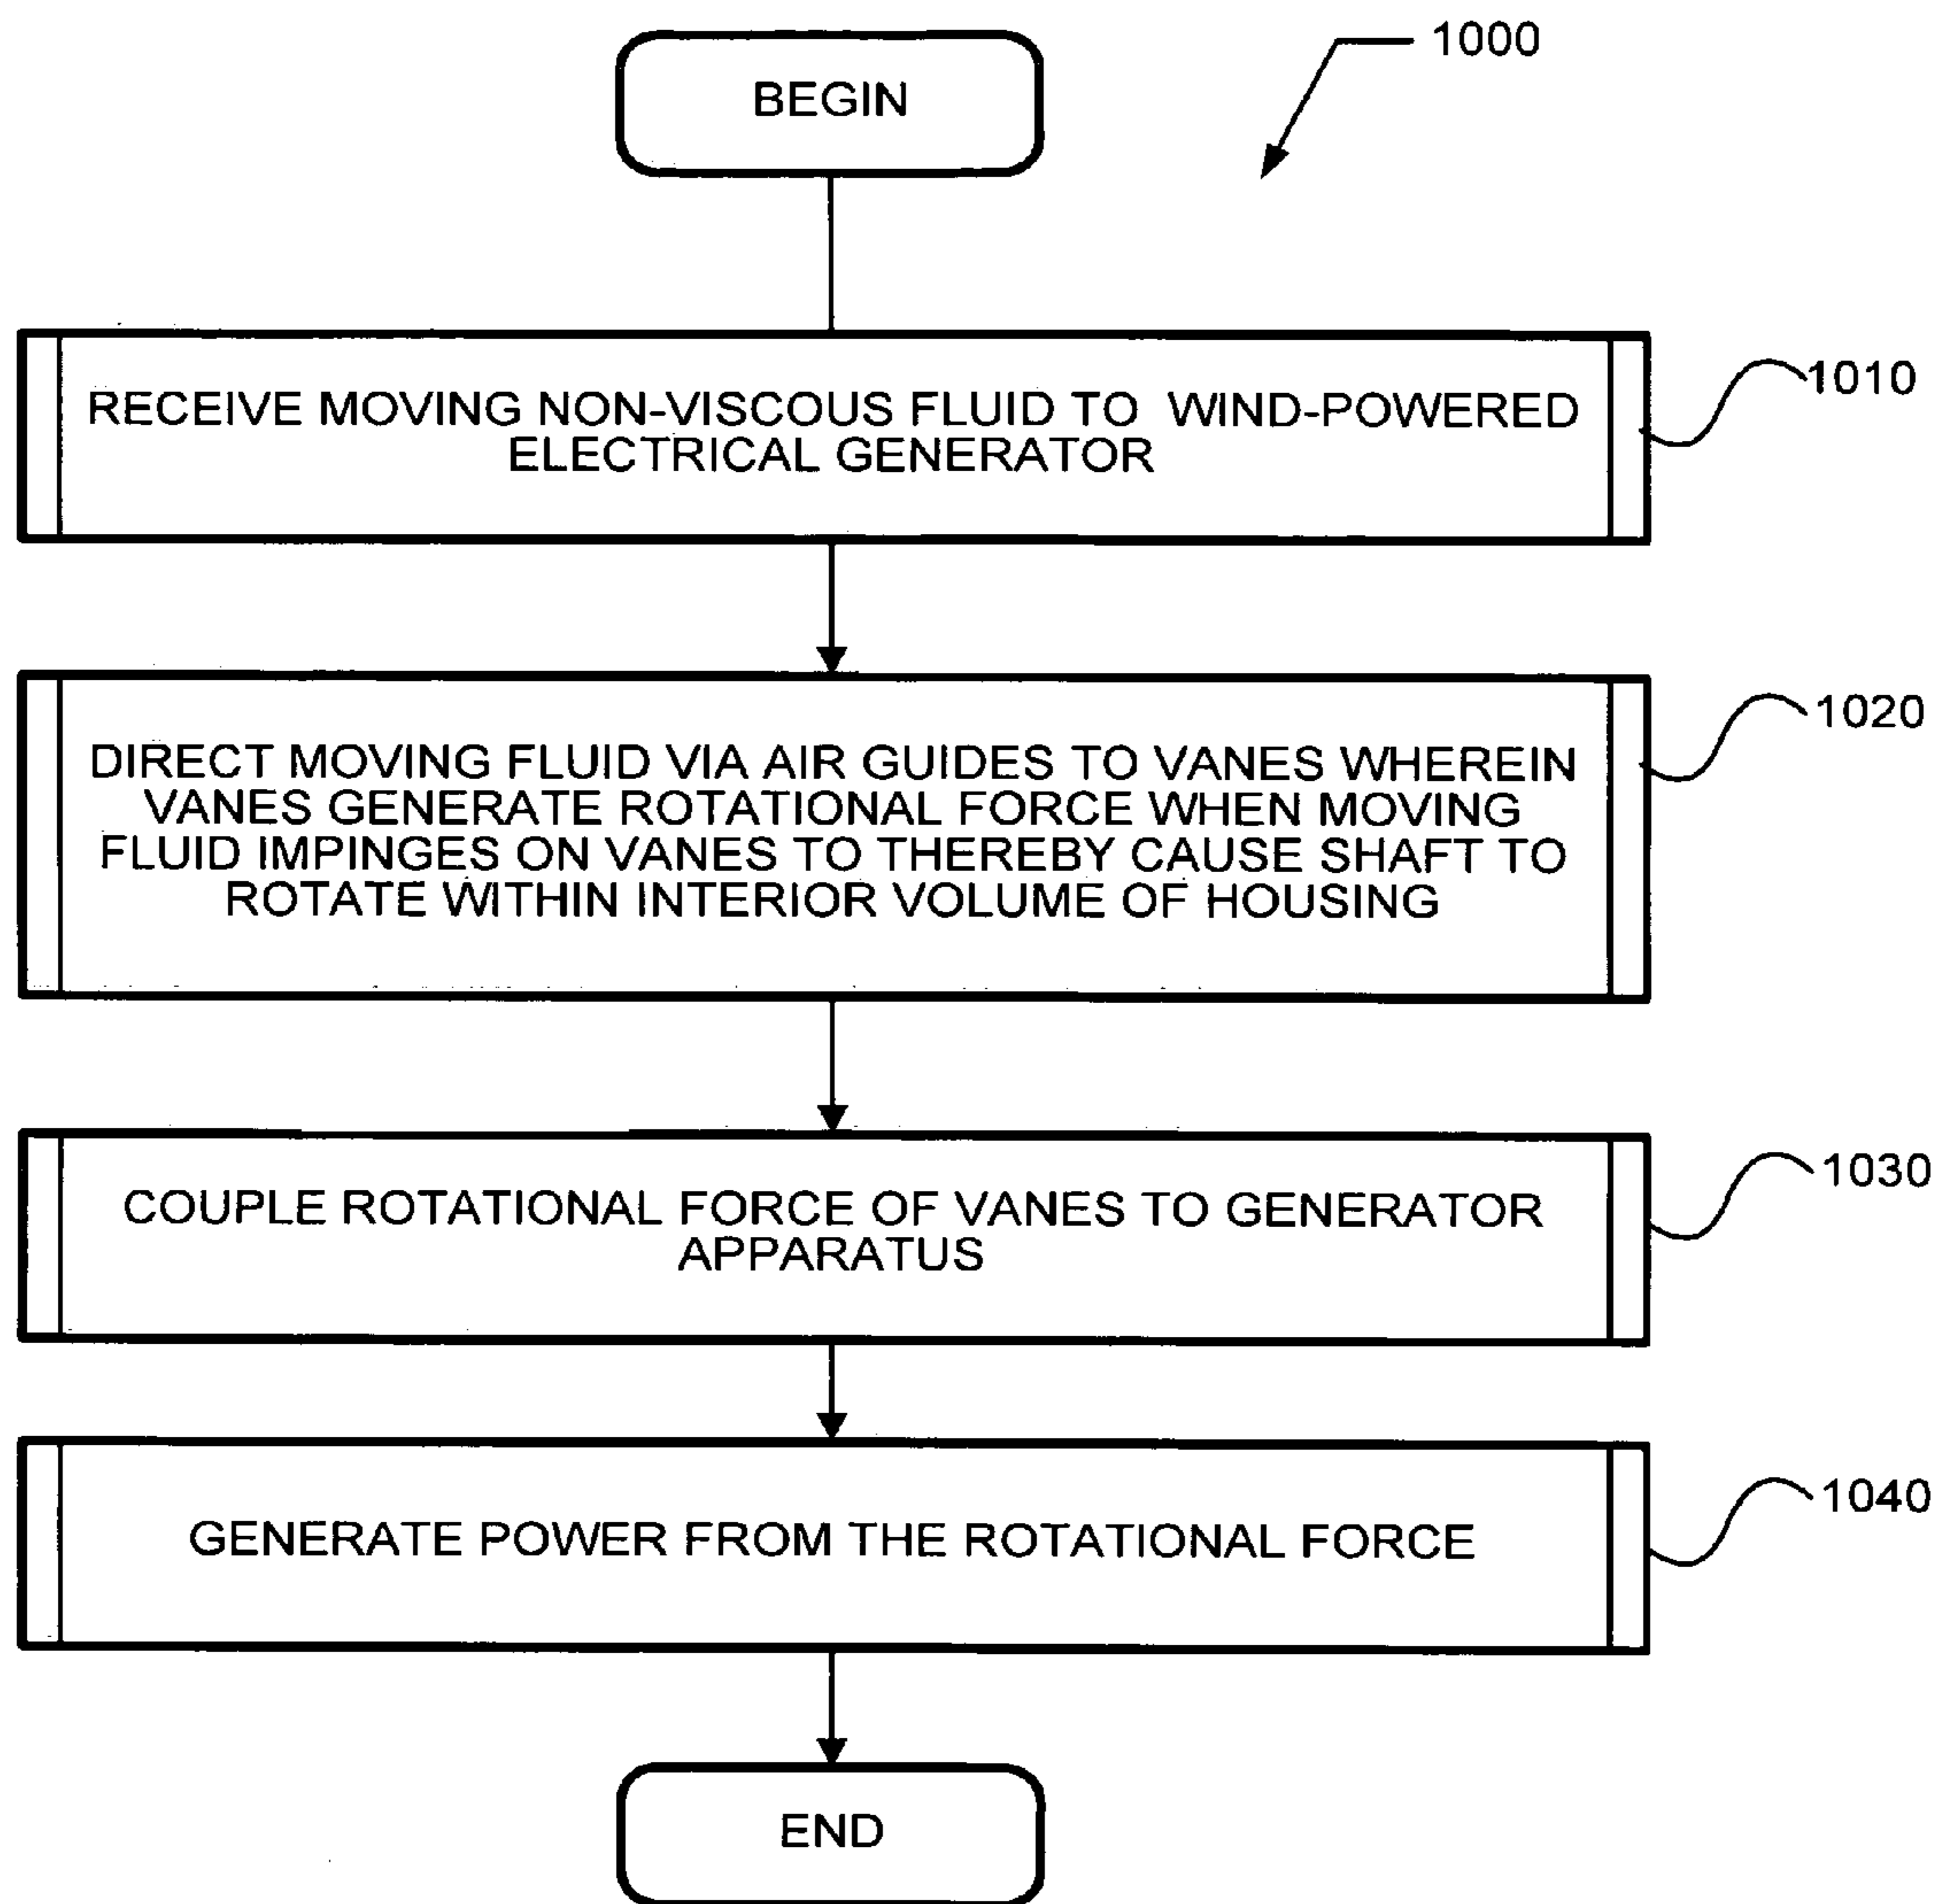 BEGIN
1000
RECEIVE MOVING NON-VISCOUS FLUID TO WIND-POWERED
ELECTRICAL GENERATOR
1010
DIRECT MOVING FLUID VIA AIR GUIDES TO VANES WHEREIN
VANES GENERATE ROTATIONAL FORCE WHEN MOVING
FLUID IMPINGES ON VANES TO THEREBY CAUSE SHAFT TO
ROTATE WITHIN INTERIOR VOLUME OF HOUSING
1020
COUPLE ROTATIONAL FORCE OF VANES TO GENERATOR
APPARATUS
1030
GENERATE POWER FROM THE ROTATIONAL FORCE
1040
END